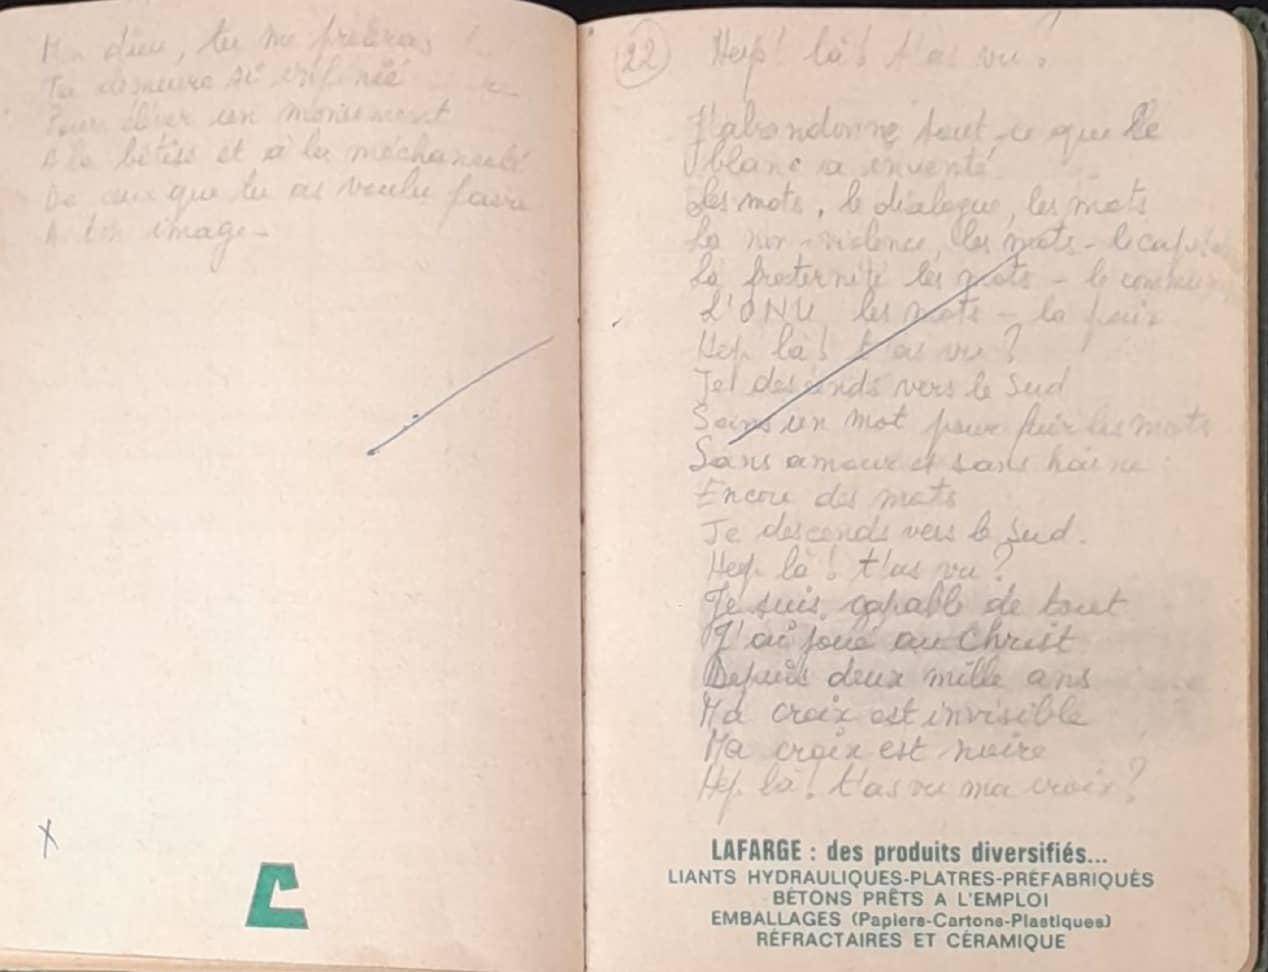 Mon dieu, tu me
Ta demeure si
Pour élever un monument
A la bêtise et à la méchanceté
De ceux que tu as voulu faire
A ton image -
22
Hep! là! t'as vu?
J'abandonne tout ce que le
blanc a inventé
Les mots, le dialogue, les mots
La non-violence, les mots -
La fraternité les mots -
L'ONU les mots - la paix
Hep là! t'as vu?
Je descends vers le Sud
Sans un mot pour fuir les mots
Sans amour et sans haine
Encore des mots
Je descends vers le Sud.
Hep là! t'as vu?
Je suis capable de tout
J'ai joué au Christ
Depuis deux mille ans
Ma croix est invisible
Ma croix est noire
Hep là! t'as vu ma croix?
LAFARGE : des produits diversifiés...
LIANTS HYDRAULIQUES-PLATRES-PRÉFABRIQUÉS
BÉTONS PRÊTS A L'EMPLOI
EMBALLAGES (Papiers-Cartons-Plastiques)
RÉFRACTAIRES ET CÉRAMIQUE